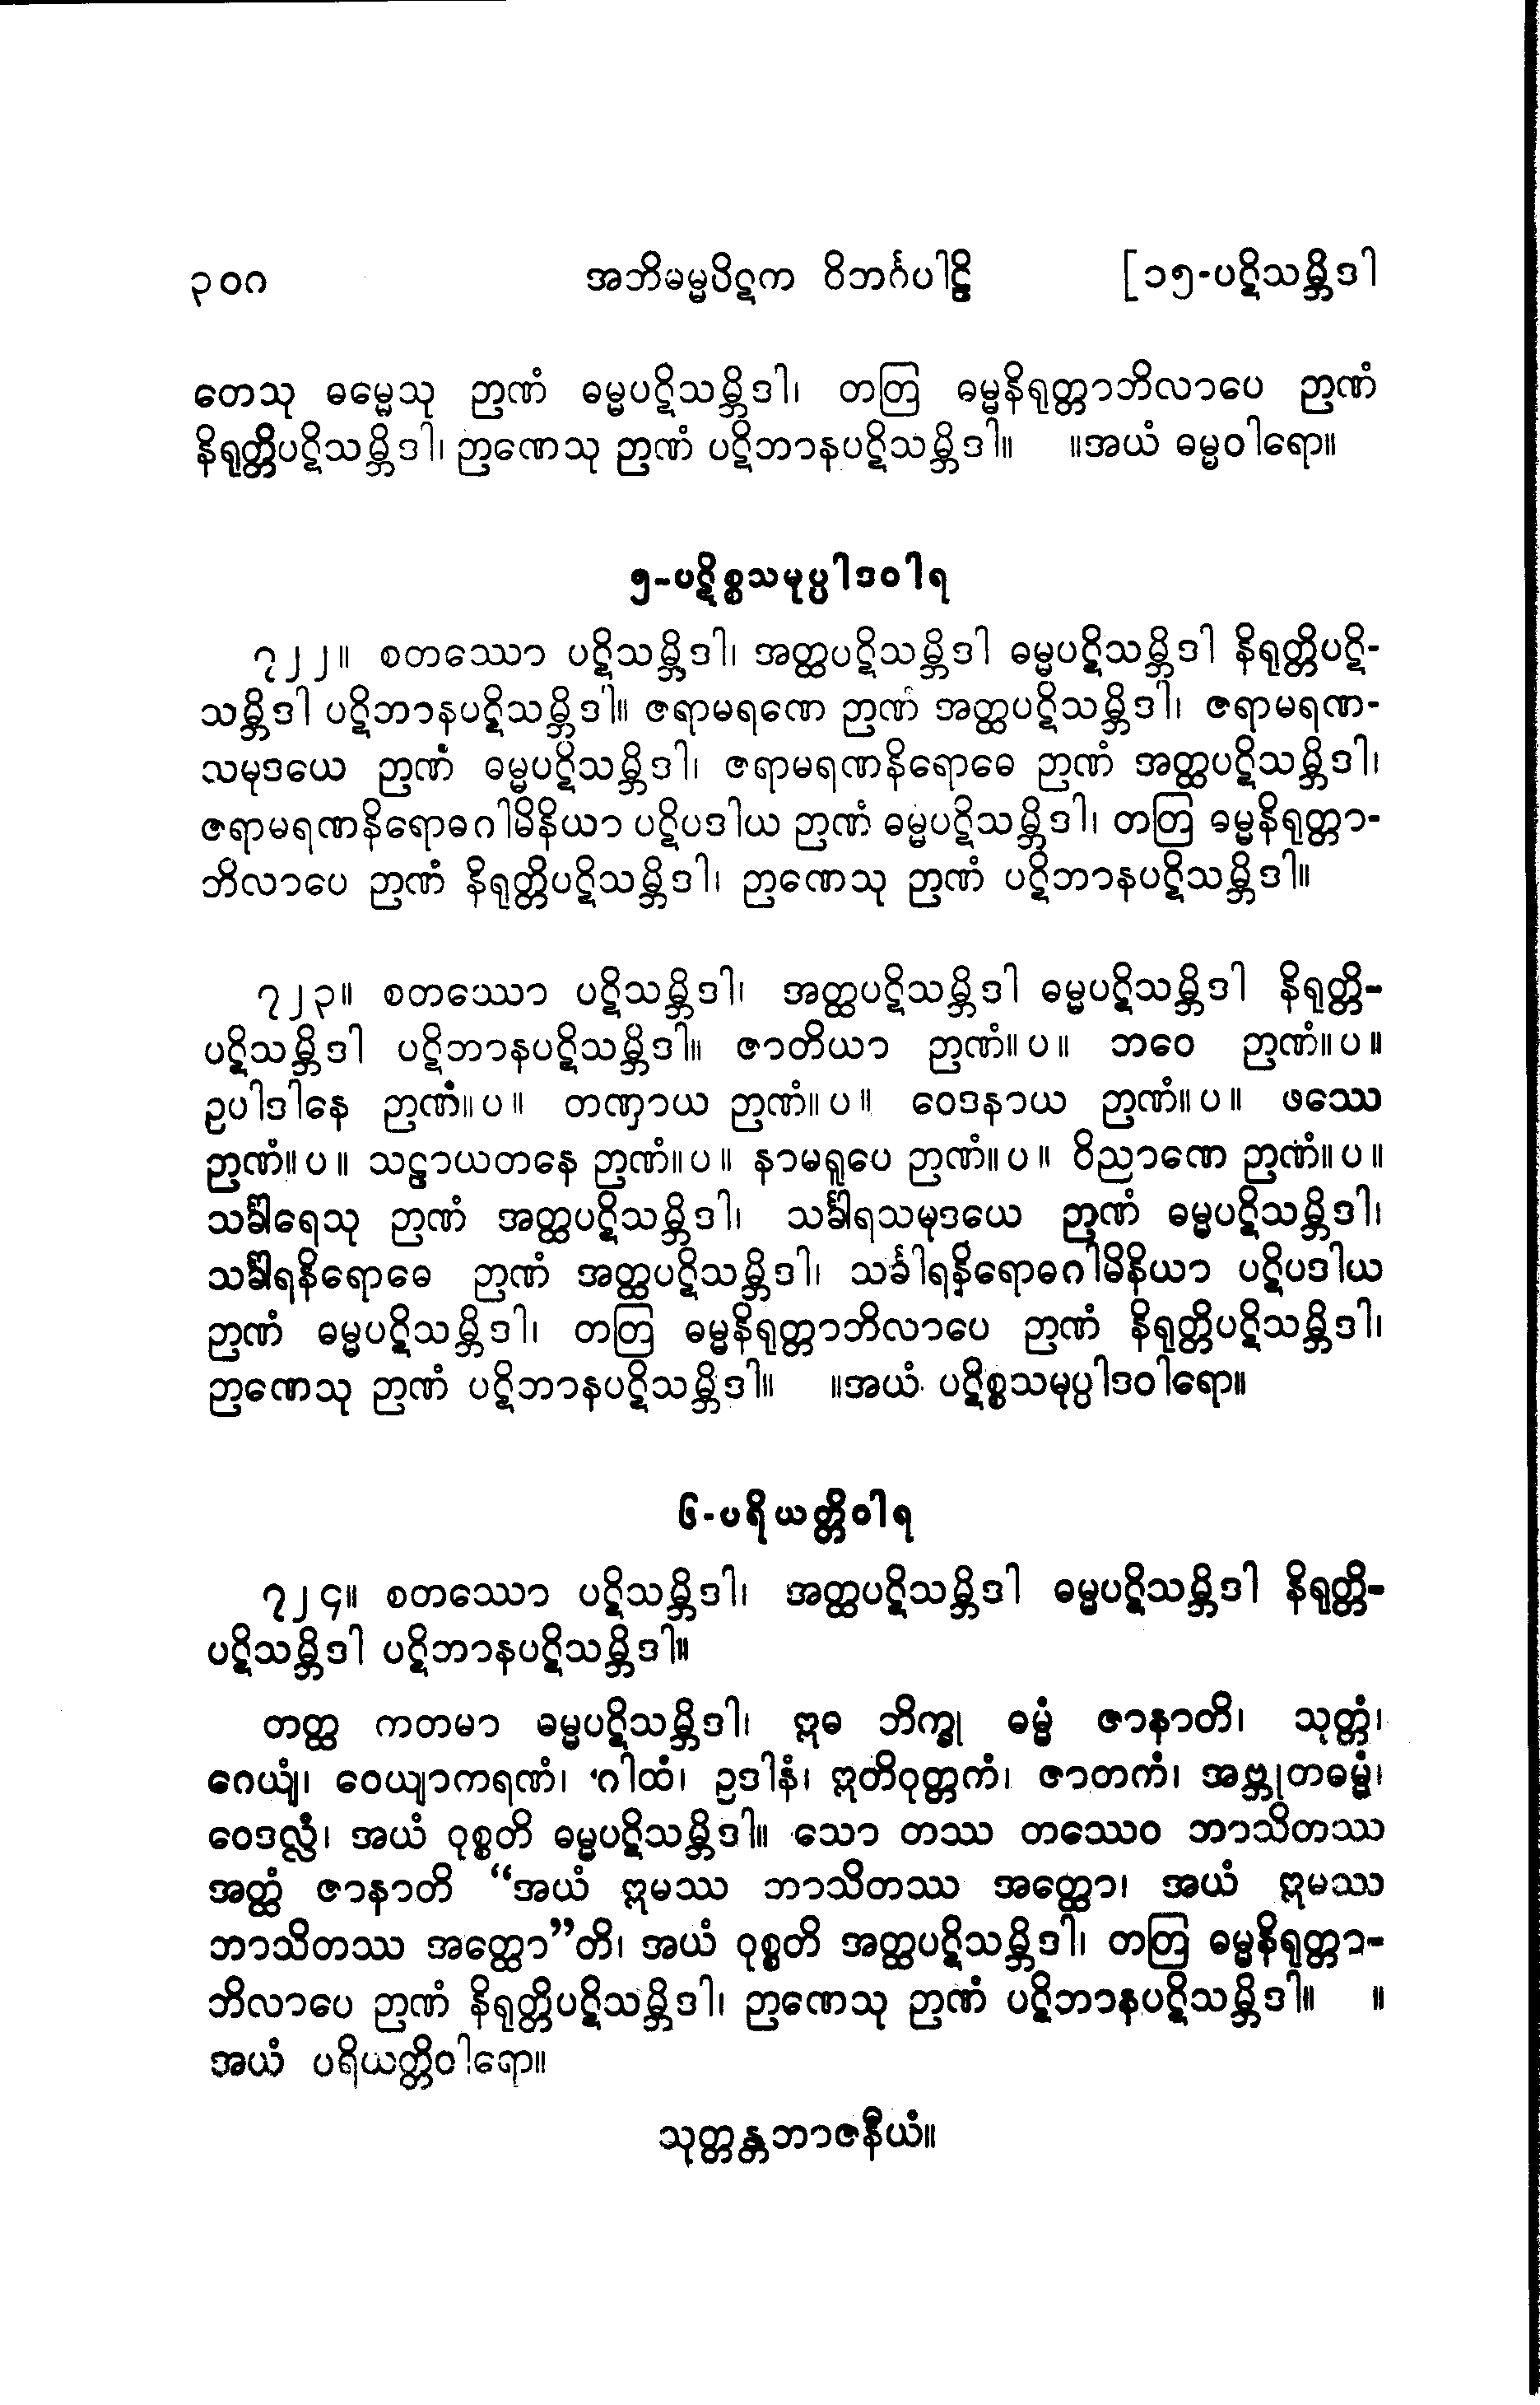 ၃၀ဂ အဘိဓမ္မပိဋက ဝိဘင်္ဂပါဠိ [၁၅-ပဋိသမ္ဘိဒါ
တေသု ဓမ္မေသု ဉာဏံ ဓမ္မပဋိသမ္ဘိဒါ၊ တတြ ဓမ္မနိရုတ္တာဘိလာပေ ဉာဏံ
နိရုတ္တိပဋိသမ္ဘိဒါ၊ ဉာဏေသု ဉာဏံ ပဋိဘာနပဋိသမ္ဘိဒါ။ ။အယံ ဓမ္မဝါရော။
၅-ပဋိစ္စသမုပ္ပါဒဝါရ
၇၂၂။ စတဿော ပဋိသမ္ဘိဒါ၊ အတ္ထပဋိသမ္ဘိဒါ ဓမ္မပဋိသမ္ဘိဒါ နိရုတ္တိပဋိ-
သမ္ဘိဒါ ပဋိဘာနပဋိသမ္ဘိဒါ။ ဇရာမရဏေ ဉာဏံ အတ္ထပဋိသမ္ဘိဒါ၊ ဇရာမရဏ-
သမုဒယေ ဉာဏံ ဓမ္မပဋိသမ္ဘိဒါ၊ ဇရာမရဏနိရောဓေ ဉာဏံ အတ္ထပဋိသမ္ဘိဒါ၊
ဇရာမရဏနိရောဓဂါမိနိယာ ပဋိပဒါယ ဉာဏံ ဓမ္မပဋိသမ္ဘိဒါ၊ တတြ ဓမ္မနိရုတ္တာ-
ဘိလာပေ ဉာဏံ နိရုတ္တိပဋိသမ္ဘိဒါ၊ ဉာဏေသု ဉာဏံ ပဋိဘာနပဋိသမ္ဘိဒါ။
၇၂၃။ စတဿော ပဋိသမ္ဘိဒါ၊ အတ္ထပဋိသမ္ဘိဒါ ဓမ္မပဋိသမ္ဘိဒါ နိရုတ္တိ-
ပဋိသမ္ဘိဒါ ပဋိဘာနပဋိသမ္ဘိဒါ။ ဇာတိယာ ဉာဏံ။ပ။ ဘဝေ ဉာဏံ။ပ။
ဥပါဒါနေ ဉာဏံ။ပ။ တဏှာယ ဉာဏံ။ပ။ ဝေဒနာယ ဉာဏံ။ပ။ ဖဿေ
ဉာဏံ။ပ။ သဠာယတနေ ဉာဏံ။ပ။ နာမရူပေ ဉာဏံ။ပ။ ဝိညာဏေ ဉာဏံ။ပ။
သင်္ခါရေသု ဉာဏံ အတ္ထပဋိသမ္ဘိဒါ၊ သင်္ခါရသမုဒယေ ဉာဏံ ဓမ္မပဋိသမ္ဘိဒါ၊
သင်္ခါရနိရောဓေ ဉာဏံ အတ္ထပဋိသမ္ဘိဒါ၊ သင်္ခါရနိရောဓဂါမိနိယာ ပဋိပဒါယ
ဉာဏံ ဓမ္မပဋိသမ္ဘိဒါ၊ တတြ ဓမ္မနိရုတ္တာဘိလာပေ ဉာဏံ နိရုတ္တိပဋိသမ္ဘိဒါ၊
ဉာဏေသု ဉာဏံ ပဋိဘာနပဋိသမ္ဘိဒါ။ ။အယံ ပဋိစ္စသမုပ္ပါဒဝါရော။
၆-ပရိယတ္တိဝါရ
၇၂၄။ စတဿော ပဋိသမ္ဘိဒါ၊ အတ္ထပဋိသမ္ဘိဒါ ဓမ္မပဋိသမ္ဘိဒါ နိရုတ္တိ-
ပဋိသမ္ဘိဒါ ပဋိဘာနပဋိသမ္ဘိဒါ။
တတ္ထ ကတမာ ဓမ္မပဋိသမ္ဘိဒါ၊ ဣဓ ဘိက္ခု ဓမ္မံ ဇာနာတိ၊ သုတ္တံ၊
ဂေယျံ၊ ဝေယျာကရဏံ၊ ဂါထံ၊ ဥဒါနံ၊ ဣတိဝုတ္တကံ၊ ဇာတကံ၊ အဗ္ဘုတဓမ္မံ၊
ဝေဒလ္လံ၊ အယံ ဝုစ္စတိ ဓမ္မပဋိသမ္ဘိဒါ။ သော တဿ တဿေဝ ဘာသိတဿ
အတ္ထံ ဇာနာတိ “အယံ ဣမဿ ဘာသိတဿ အတ္ထော၊ အယံ ဣမဿ
ဘာသိတဿ အတ္ထော”တိ၊ အယံ ဝုစ္စတိ အတ္ထပဋိသမ္ဘိဒါ၊ တတြ ဓမ္မနိရုတ္တာ-
ဘိလာပေ ဉာဏံ နိရုတ္တိပဋိသမ္ဘိဒါ၊ ဉာဏေသု ဉာဏံ ပဋိဘာနပဋိသမ္ဘိဒါ။ ။
အယံ ပရိယတ္တိဝါရော။
သုတ္တန္တဘာဇနီယံ။